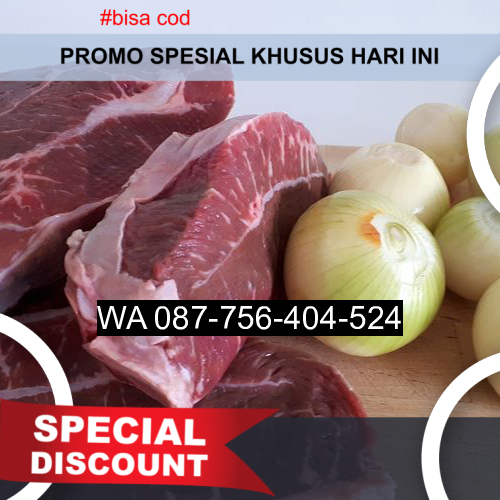 #bisa cod
PROMO SPESIAL KHUSUS HARI INI
WA 087-756-404-524
SPECIAL
DISCOUNT